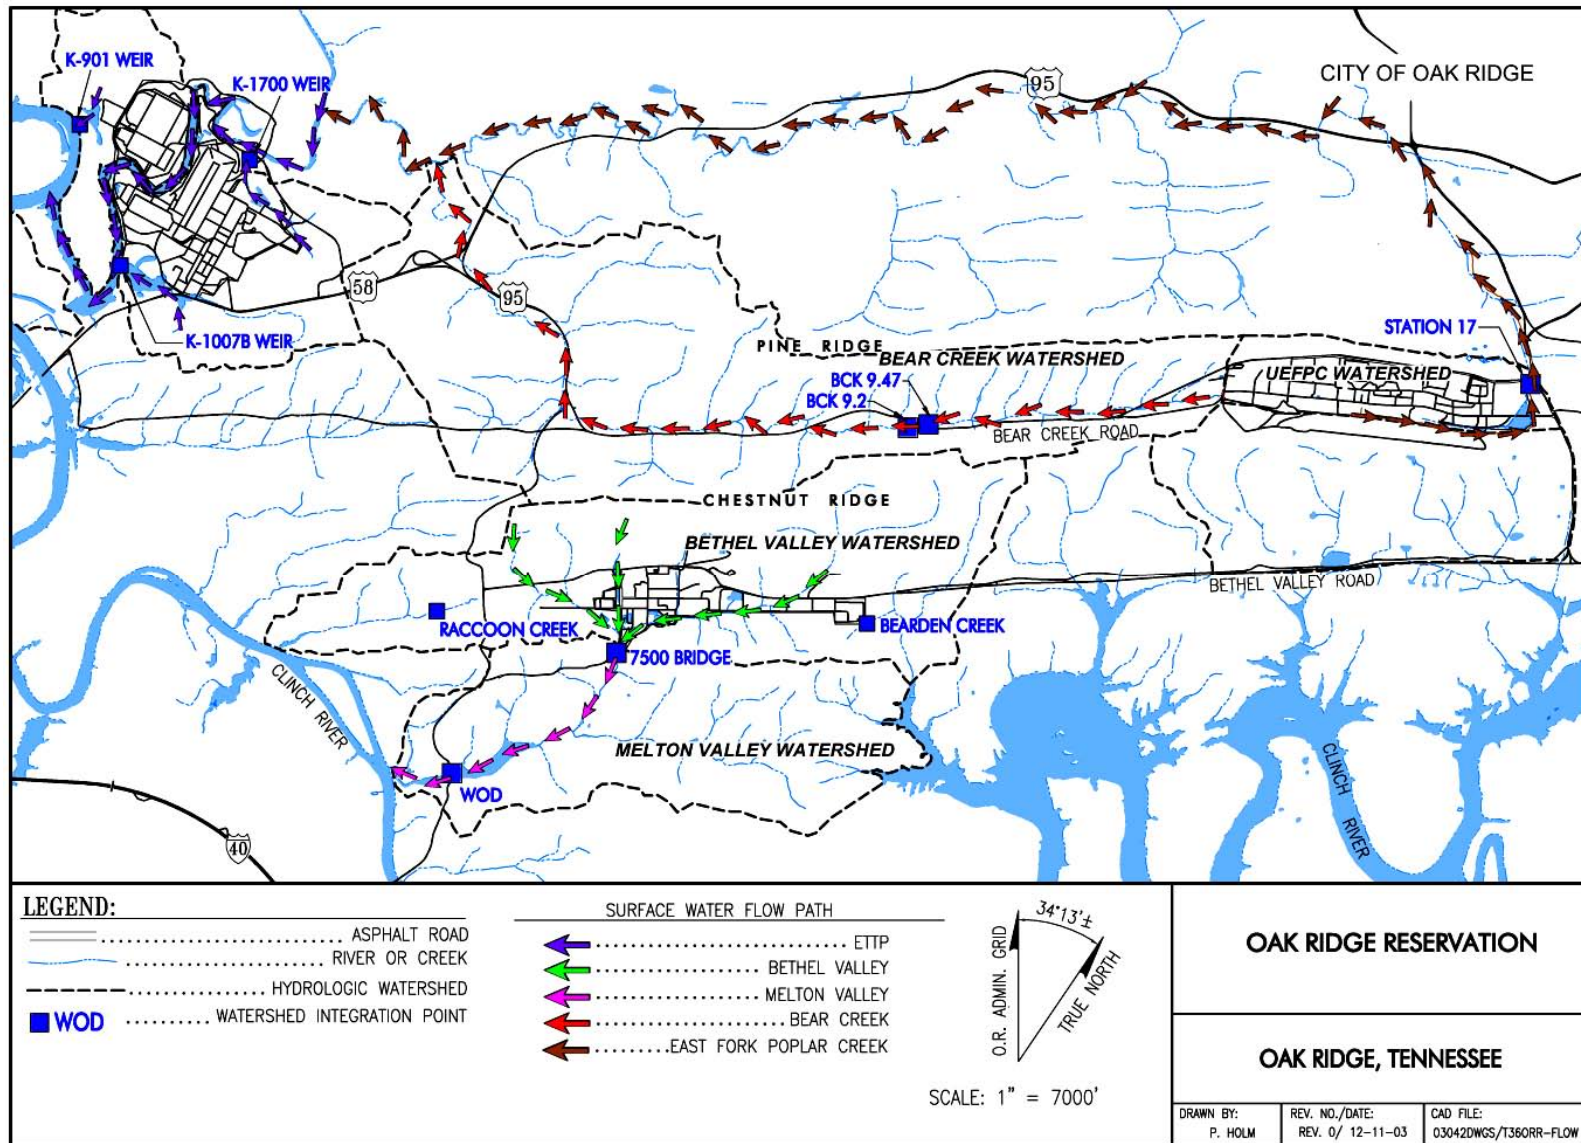 K-901 WEIR
K-1700 WEIR
95
CITY OF OAK RIDGE
58
95
K-1007B WEIR
STATION 17
PINE RIDGE
BEAR CREEK WATERSHED
UEFPC WATERSHED
BCK 9.47
BCK 9.2
BEAR CREEK ROAD
CHESTNUT RIDGE
BETHEL VALLEY WATERSHED
BETHEL VALLEY ROAD
RACCOON CREEK
BEARDEN CREEK
7500 BRIDGE
CLINCH RIVER
MELTON VALLEY WATERSHED
CLINCH RIVER
WOD
40
LEGEND:
ASPHALT ROAD
RIVER OR CREEK
HYDROLOGIC WATERSHED
WOD WATERSHED INTEGRATION POINT
SURFACE WATER FLOW PATH
ETTP
BETHEL VALLEY
MELTON VALLEY
BEAR CREEK
EAST FORK POPLAR CREEK
34°13'±
O.R. ADMIN. GRID
TRUE NORTH
SCALE: 1" = 7000'
OAK RIDGE RESERVATION
OAK RIDGE, TENNESSEE
DRAWN BY:
P. HOLM
REV. NO./DATE:
REV. 0/ 12-11-03
CAD FILE:
03042DWGS/T360RR-FLOW